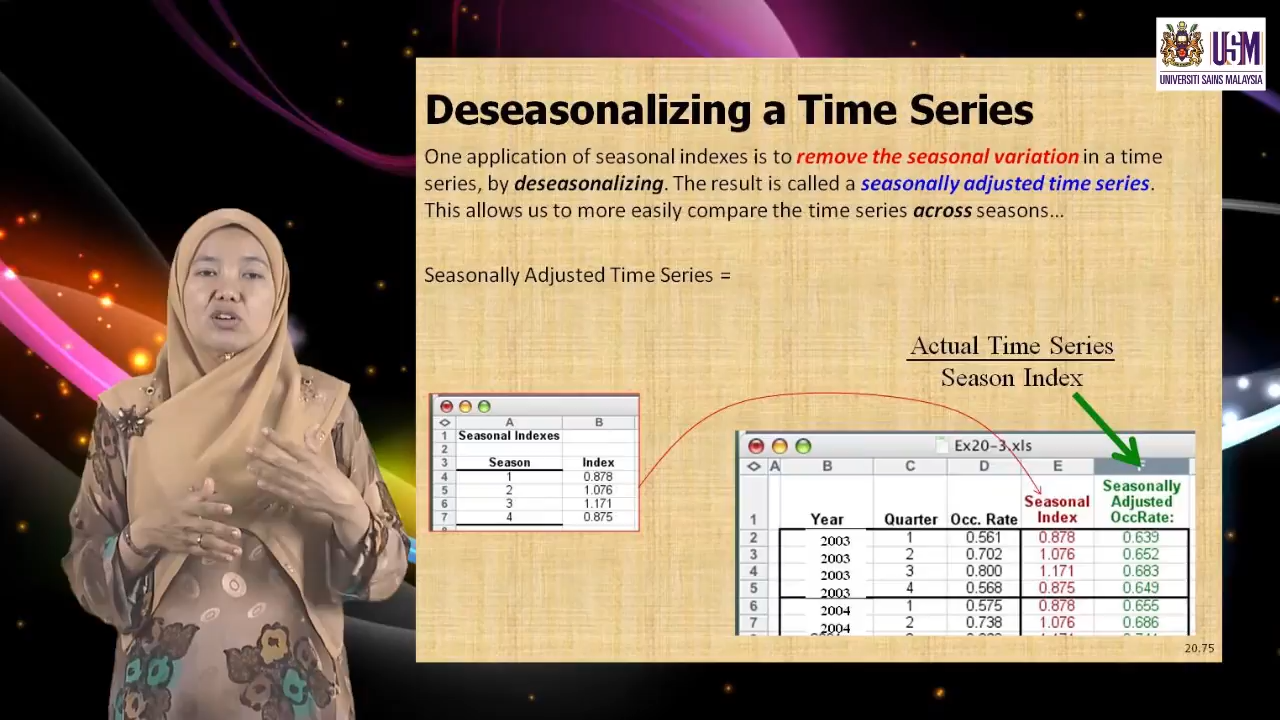 USM
UNIVERSITI SAINS MALAYSIA
Deseasonalizing a Time Series
One application of seasonal indexes is to remove the seasonal variation in a time
series, by deseasonalizing. The result is called a seasonally adjusted time series.
This allows us to more easily compare the time series across seasons…
Seasonally Adjusted Time Series =
Actual Time Series
Season Index
A B
1 Seasonal Indexes
2
3 Season Index
4 1 0.878
5 2 1.076
6 3 1.171
7 4 0.875
Ex20-3.xls
A B C D E
1 Year Quarter Occ. Rate Seasonal Index Seasonally Adjusted OccRate:
2 2003 1 0.561 0.878 0.639
3 2003 2 0.702 1.076 0.652
4 2003 3 0.800 1.171 0.683
5 2003 4 0.568 0.875 0.649
6 2004 1 0.575 0.878 0.655
7 2004 2 0.738 1.076 0.686
20.75